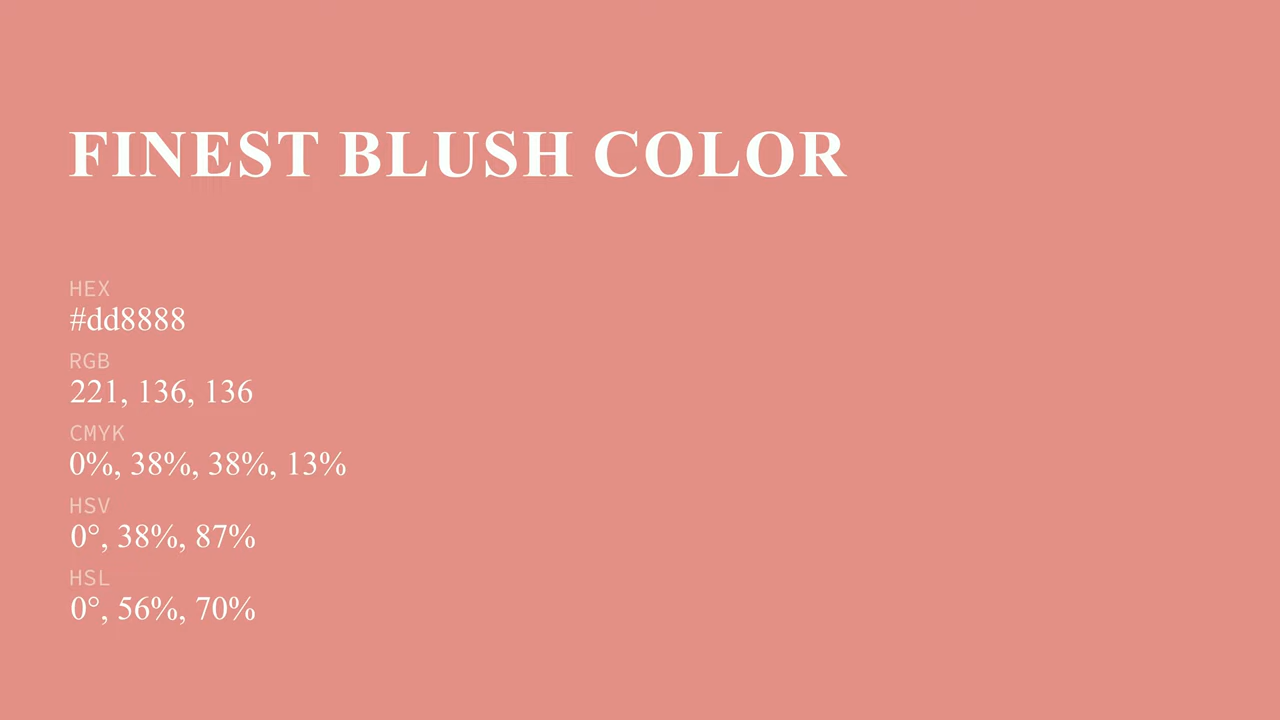 FINEST BLUSH COLOR
HEX
#dd8888
RGB
221, 136, 136
CMYK
0%, 38%, 38%, 13%
HSV
0°, 38%, 87%
HSL
0°, 56%, 70%